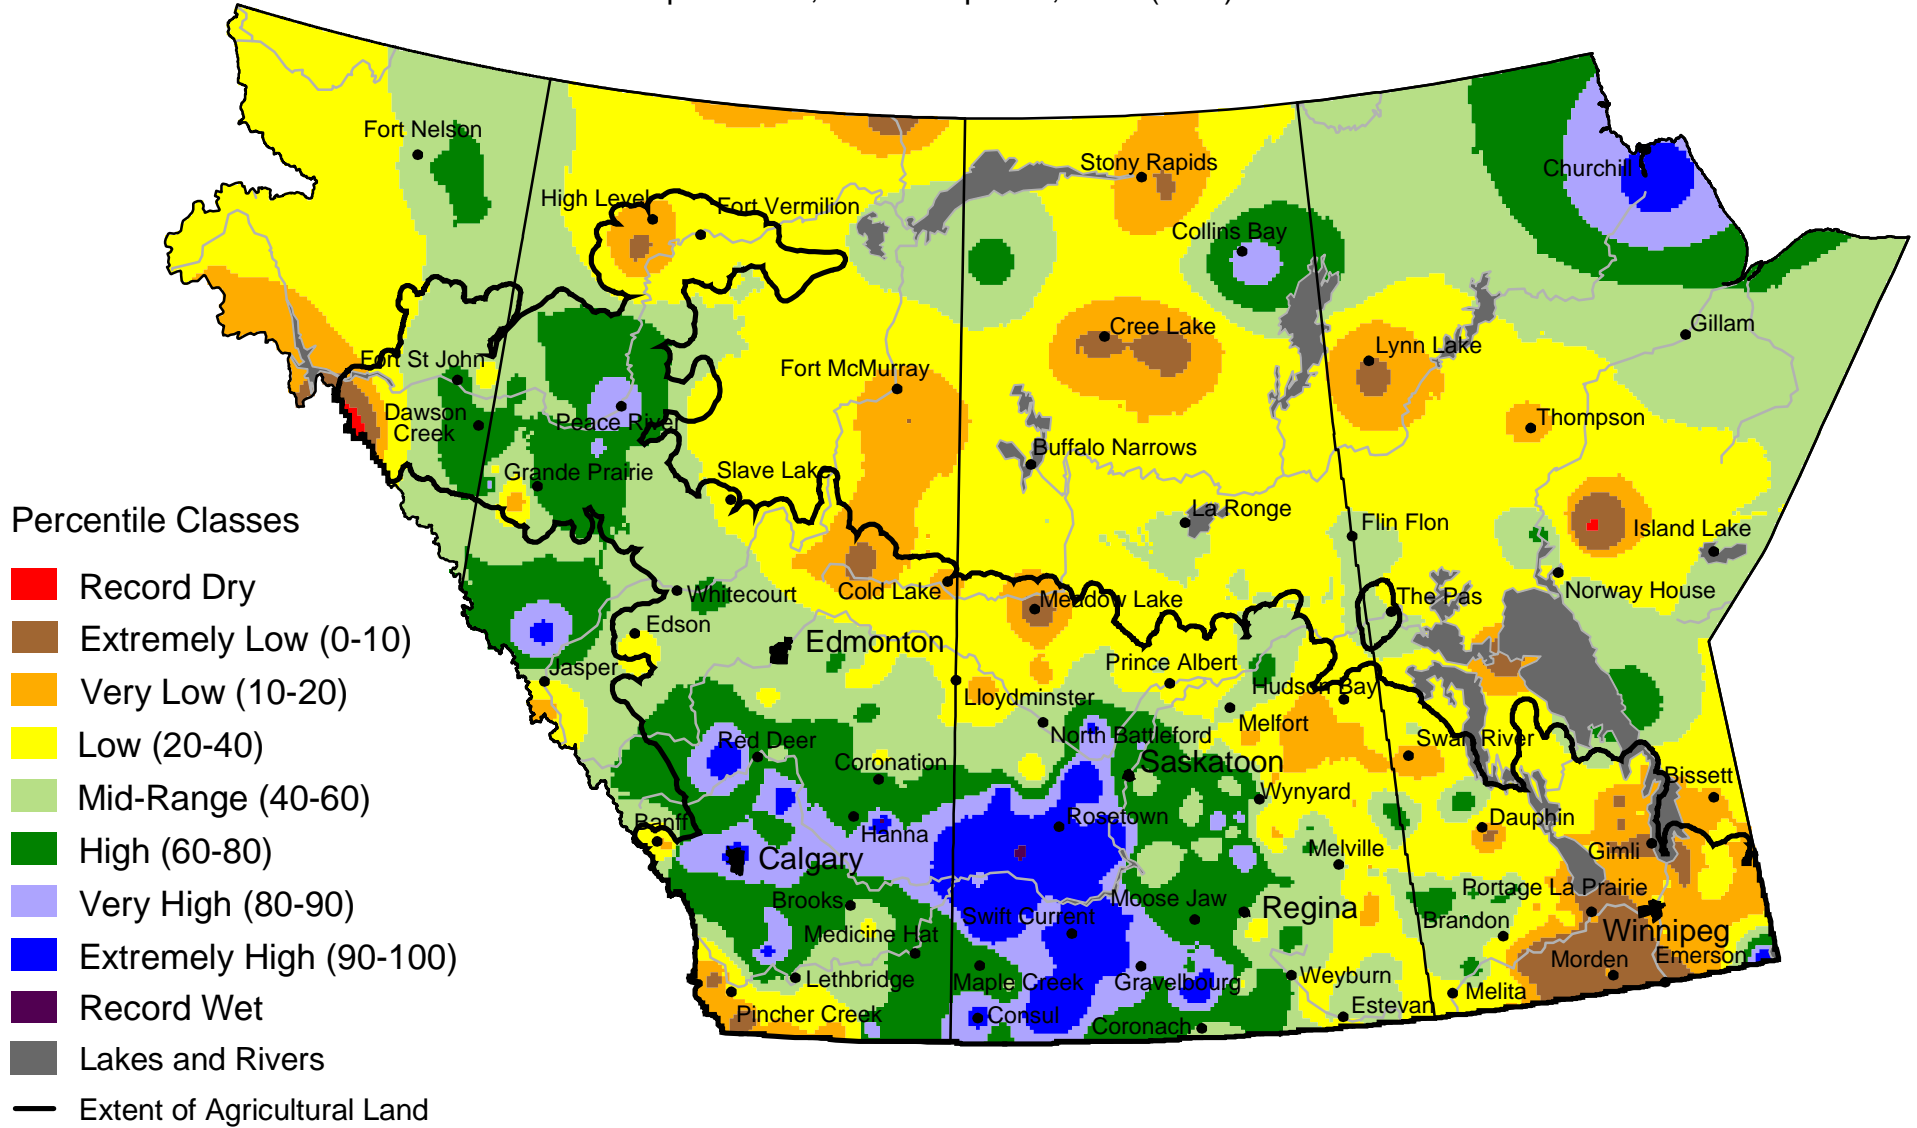 Fort Nelson
Churchill
Stony Rapids
High Level
Fort Vermilion
Collins Bay
Gillam
Cree Lake
Lynn Lake
Fort St John
Fort McMurray
Dawson
Creek
Peace River
Thompson
Buffalo Narrows
Grande Prairie
Slave Lake
La Ronge
Flin Flon
Island Lake
Whitecourt
Cold Lake
Meadow Lake
The Pas
Norway House
Edson
Edmonton
Jasper
Prince Albert
Hudson Bay
Lloydminster
Melfort
North Battleford
Red Deer
Swan River
Coronation
Saskatoon
Bissett
Wynyard
Banff
Hanna
Rosetown
Dauphin
Calgary
Melville
Gimli
Brooks
Moose Jaw
Regina
Portage La Prairie
Swift Current
Brandon
Medicine Hat
Winnipeg
Lethbridge
Maple Creek
Gravelbourg
Weyburn
Morden
Emerson
Pincher Creek
Consul
Coronach
Estevan
Melita
Percentile Classes
Record Dry
Extremely Low (0-10)
Very Low (10-20)
Low (20-40)
Mid-Range (40-60)
High (60-80)
Very High (80-90)
Extremely High (90-100)
Record Wet
Lakes and Rivers
Extent of Agricultural Land